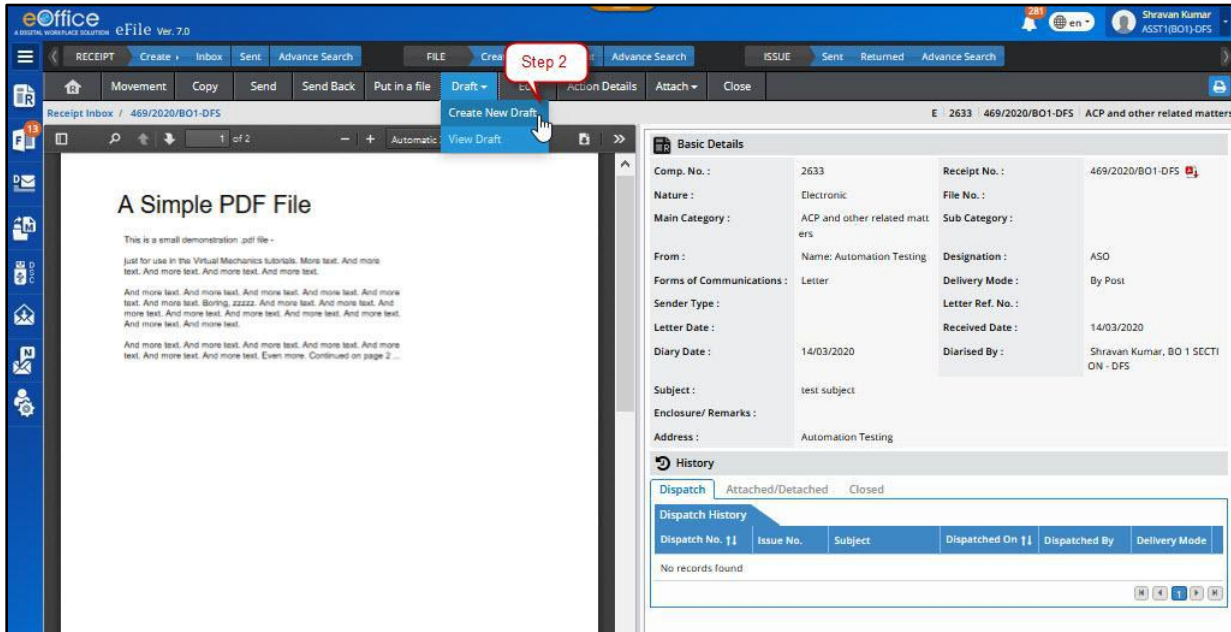 eOffice
A DIGITAL WORKPLACE SOLUTION
eFile Ver. 7.0
281
en
Shravan Kumar
ASST1(BO1)-DFS
RECEIPT Create Inbox Sent Advance Search FILE Advance Search ISSUE Sent Returned Advance Search
Step 2
Movement Copy Send Send Back Put in a file Draft Action Details Attach Close
Create New Draft
View Draft
Receipt Inbox / 469/2020/BO1-DFS
E 2633 469/2020/BO1-DFS ACP and other related matters
13
1 of 2
Automatic
A Simple PDF File
This is a small demonstration .pdf file -
just for use in the Virtual Mechanics tutorials. More text. And more
text. And more text. And more text. And more text.
And more text. And more text. And more text. And more text. And more
text. And more text. Boring, zzzzz. And more text. And more text. And
more text. And more text. And more text. And more text. And more text.
And more text. And more text.
And more text. And more text. And more text. And more text. And more
text. And more text. And more text. Even more. Continued on page 2 ...
Basic Details
Comp. No. : 2633 Receipt No. : 469/2020/BO1-DFS
Nature : Electronic File No. :
Main Category : ACP and other related matt Sub Category :
ers
From : Name: Automation Testing Designation : ASO
Forms of Communications : Letter Delivery Mode : By Post
Sender Type : Letter Ref. No. :
Letter Date : Received Date : 14/03/2020
Diary Date : 14/03/2020 Diarised By : Shravan Kumar, BO 1 SECTI
ON - DFS
Subject : test subject
Enclosure/ Remarks :
Address : Automation Testing
History
Dispatch Attached/Detached Closed
Dispatch History
Dispatch No. Issue No. Subject Dispatched On Dispatched By Delivery Mode
No records found
1